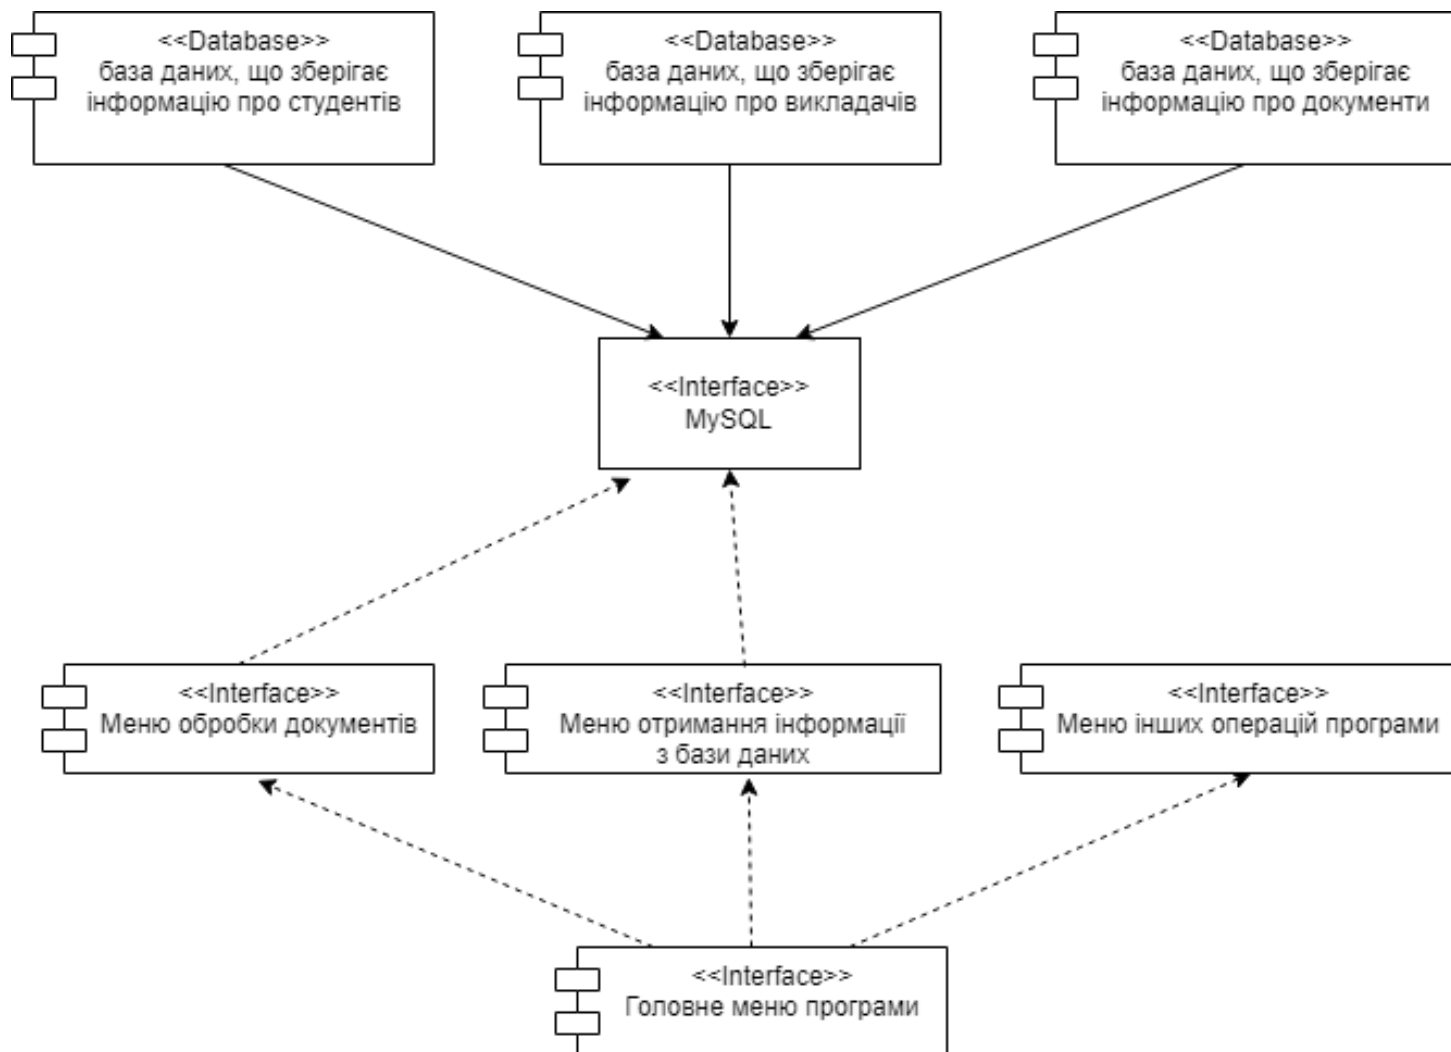 <<Database>>
база даних, що зберігає
інформацію про студентів
<<Database>>
база даних, що зберігає
інформацію про викладачів
<<Database>>
база даних, що зберігає
інформацію про документи
<<Interface>>
MySQL
<<Interface>>
Меню обробки документів
<<Interface>>
Меню отримання інформації
з бази даних
<<Interface>>
Меню інших операцій програми
<<Interface>>
Головне меню програми